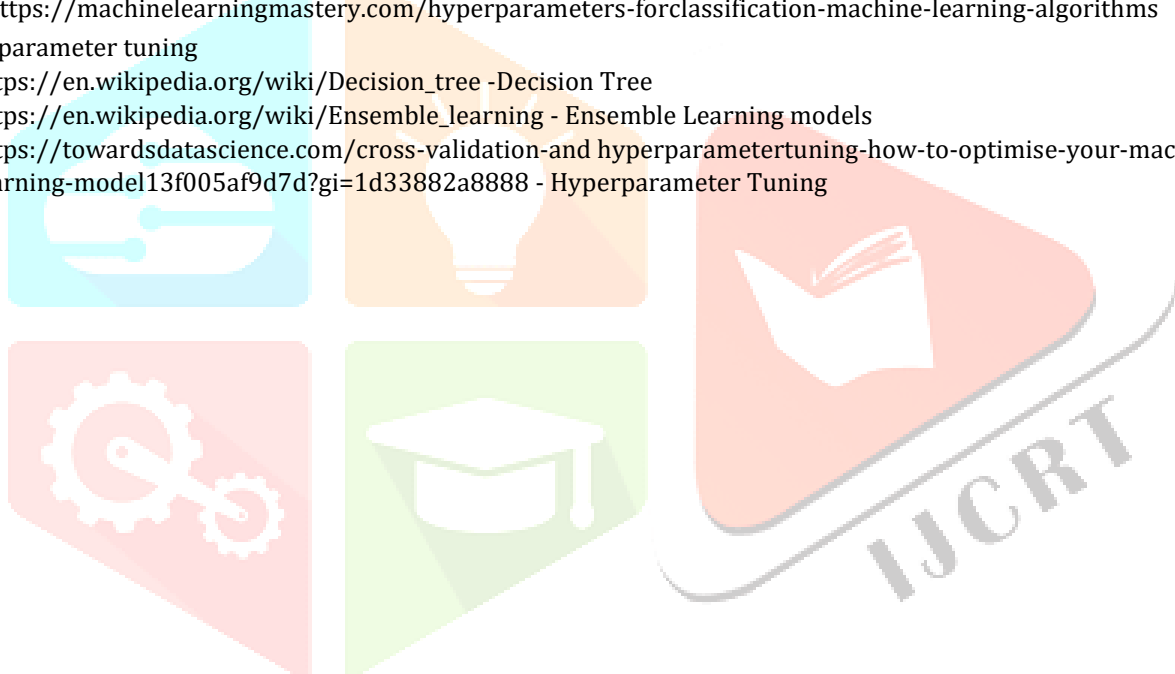 ttps://machinelearningmastery.com/hyperparameters-forclassification-machine-learning-algorithms
parameter tuning
tps://en.wikipedia.org/wiki/Decision_tree -Decision Tree
tps://en.wikipedia.org/wiki/Ensemble_learning - Ensemble Learning models
tps://towardsdatascience.com/cross-validation-and hyperparametertuning-how-to-optimise-your-mac
arning-model13f005af9d7d?gi=1d33882a8888 - Hyperparameter Tuning
IJCRT